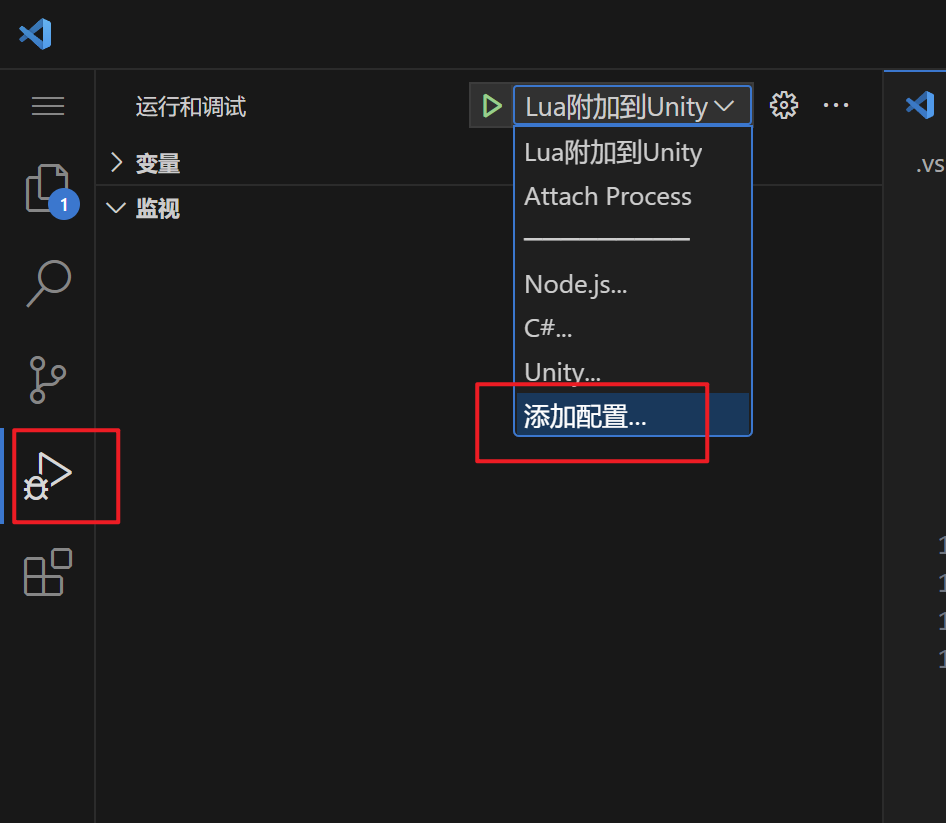 运行和调试
Lua附加到Unity
变量
监视
1
Lua附加到Unity
Attach Process
Node.js...
C#...
Unity...
添加配置...
.vs
1
1
1
1